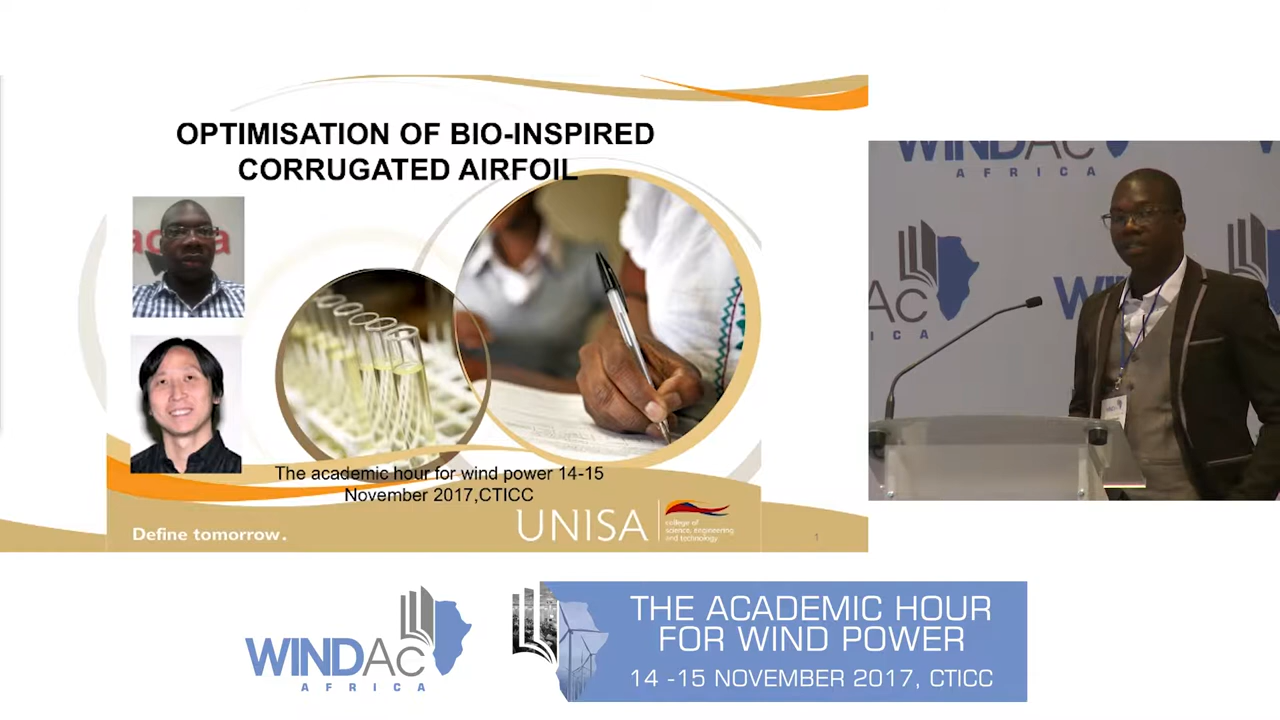 OPTIMISATION OF BIO-INSPIRED
CORRUGATED AIRFOIL
The academic hour for wind power 14-15
November 2017,CTICC
Define tomorrow.
UNISA
college of
science, engineering
and technology
1
WINDAC
AFRICA
WINDAC
AFRICA
THE ACADEMIC HOUR
FOR WIND POWER
14 -15 NOVEMBER 2017, CTICC